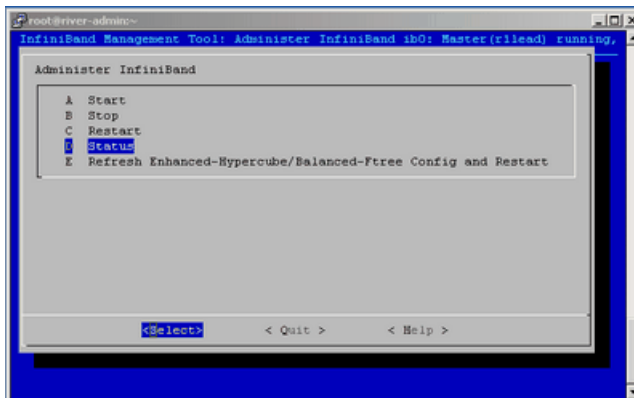 root@river-admin:~
InfiniBand Management Tool: Administer InfiniBand ib0: Master(r1lead) running,
Administer InfiniBand
A Start
B Stop
C Restart
D Status
E Refresh Enhanced-Hypercube/Balanced-Ftree Config and Restart
<Select> < Quit > < Help >